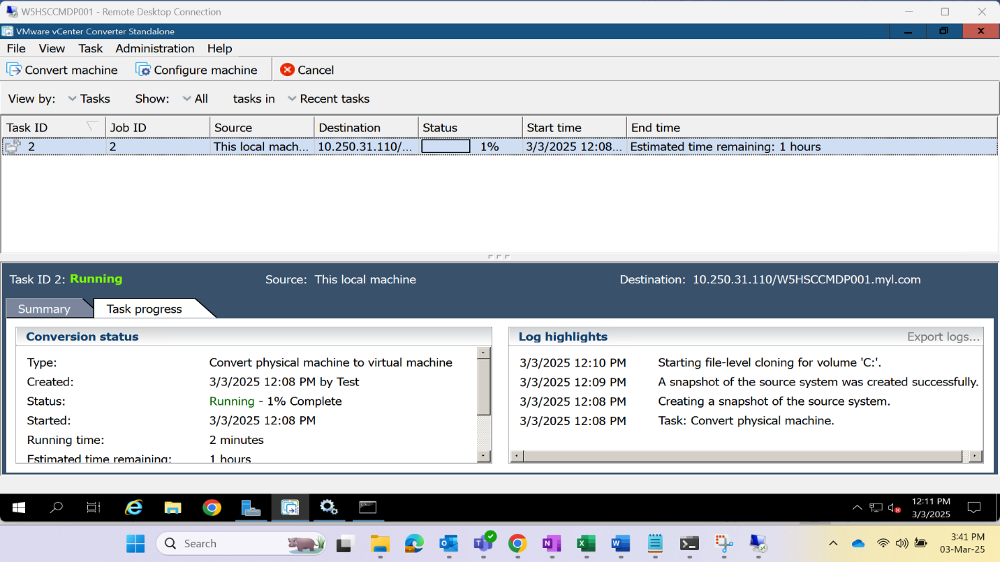 W5HSCCMDP001 - Remote Desktop Connection
VMware vCenter Converter Standalone
File View Task Administration Help
Convert machine Configure machine Cancel
View by: Tasks Show: All tasks in Recent tasks
Task ID Job ID Source Destination Status Start time End time
2 2 This local mach... 10.250.31.110/... 1% 3/3/2025 12:08... Estimated time remaining: 1 hours
Task ID 2: Running Source: This local machine Destination: 10.250.31.110/W5HSCCMDP001.myl.com
Summary Task progress
Conversion status
Type: Convert physical machine to virtual machine
Created: 3/3/2025 12:08 PM by Test
Status: Running - 1% Complete
Started: 3/3/2025 12:08 PM
Running time: 2 minutes
Estimated time remaining: 1 hours
Log highlights Export logs...
3/3/2025 12:10 PM Starting file-level cloning for volume 'C:'.
3/3/2025 12:09 PM A snapshot of the source system was created successfully.
3/3/2025 12:08 PM Creating a snapshot of the source system.
3/3/2025 12:08 PM Task: Convert physical machine.
12:11 PM
3/3/2025
Search
3:41 PM
03-Mar-25